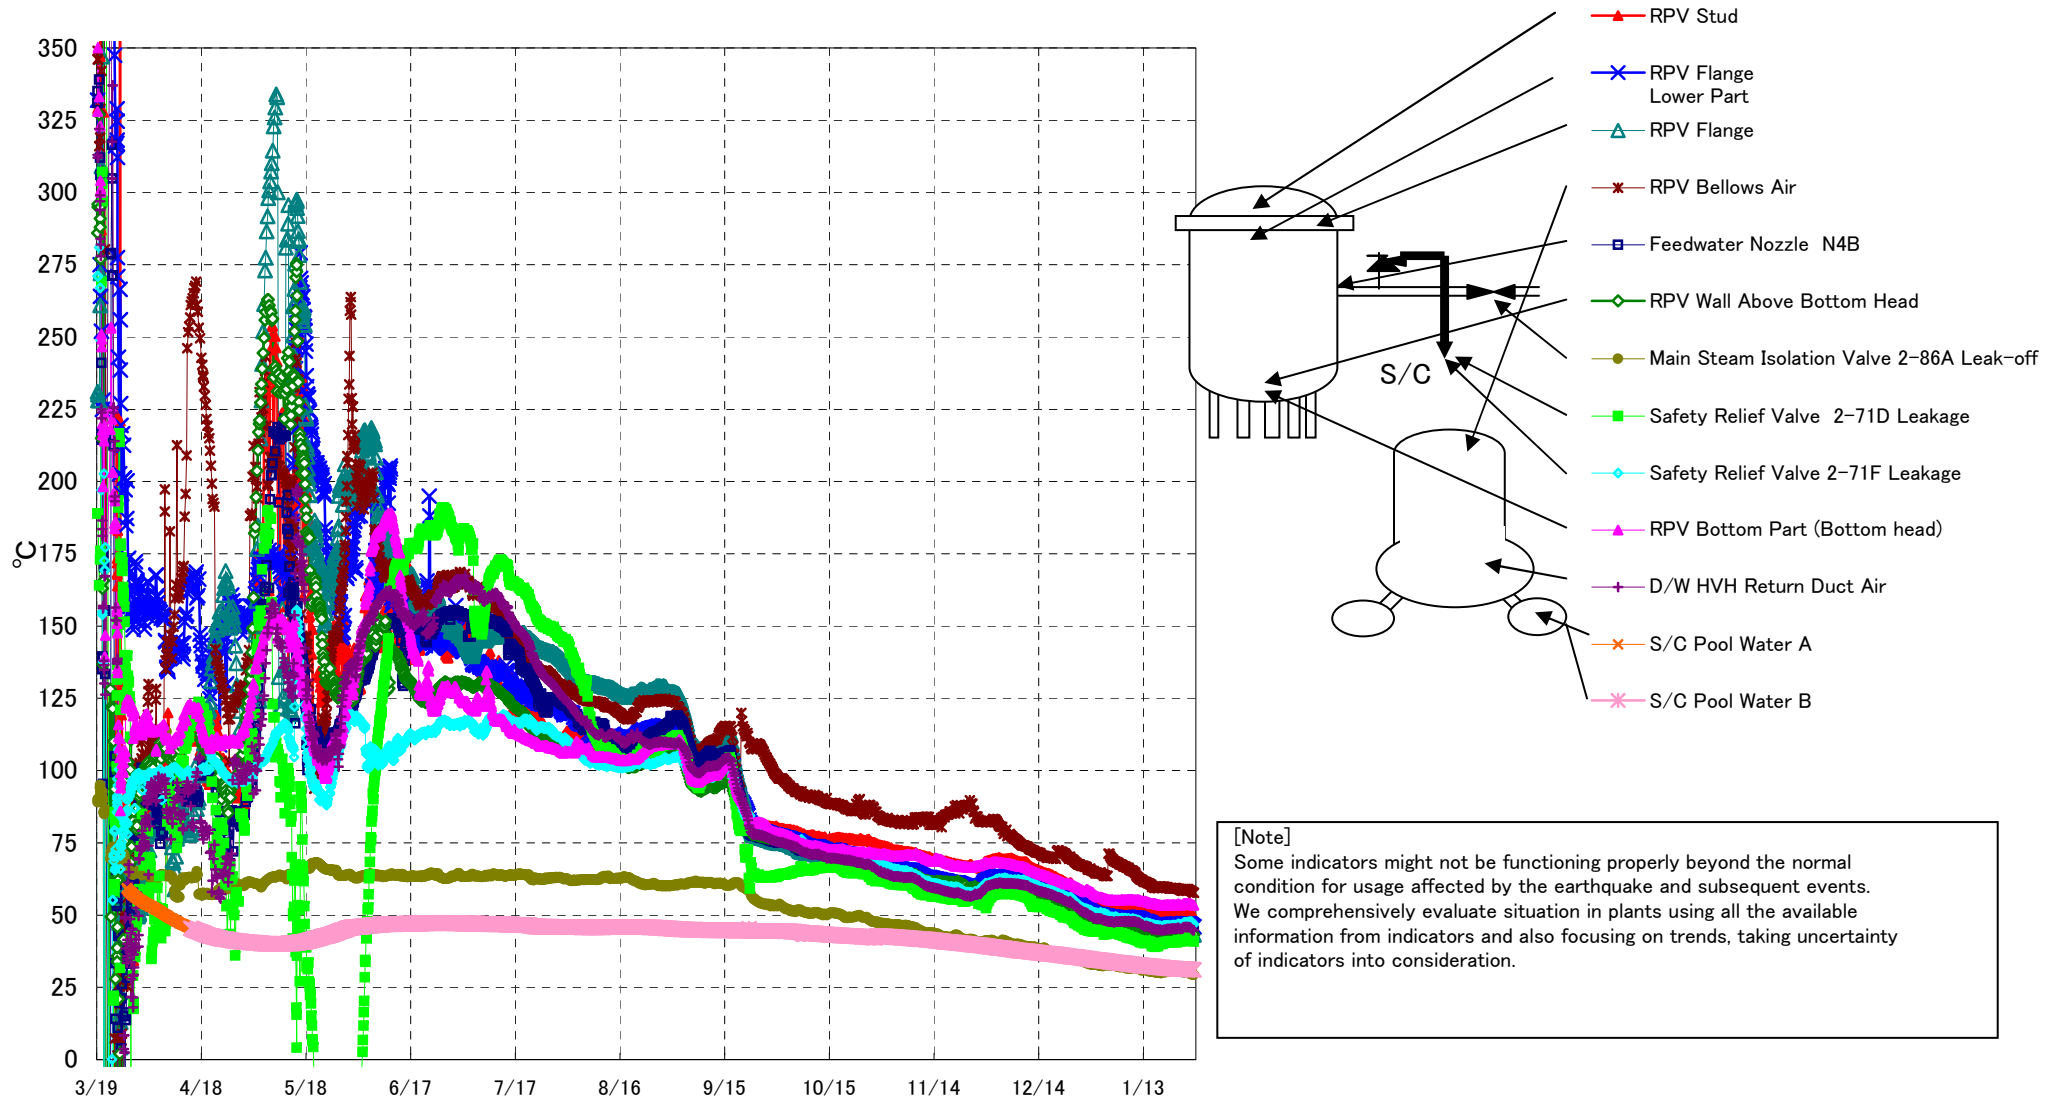 350
325
300
275
250
225
200
175
150
125
100
75
50
25
0
℃
3/19 4/18 5/18 6/17 7/17 8/16 9/15 10/15 11/14 12/14 1/13
RPV Stud
RPV Flange
Lower Part
RPV Flange
RPV Bellows Air
Feedwater Nozzle N4B
RPV Wall Above Bottom Head
Main Steam Isolation Valve 2-86A Leak-off
Safety Relief Valve 2-71D Leakage
Safety Relief Valve 2-71F Leakage
RPV Bottom Part (Bottom head)
D/W HVH Return Duct Air
S/C Pool Water A
S/C Pool Water B
S/C
[Note]
Some indicators might not be functioning properly beyond the normal
condition for usage affected by the earthquake and subsequent events.
We comprehensively evaluate situation in plants using all the available
information from indicators and also focusing on trends, taking uncertainty
of indicators into consideration.